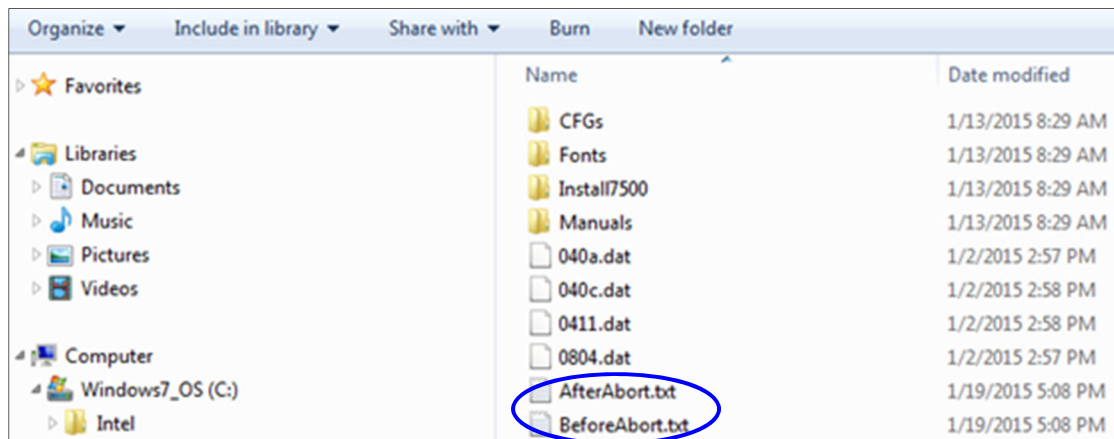 Organize Include in library Share with Burn New folder
Favorites
Libraries
Documents
Music
Pictures
Videos
Computer
Windows7_OS (C:)
Intel
Name Date modified
CFGs 1/13/2015 8:29 AM
Fonts 1/13/2015 8:29 AM
Install7500 1/13/2015 8:29 AM
Manuals 1/13/2015 8:29 AM
040a.dat 1/2/2015 2:57 PM
040c.dat 1/2/2015 2:58 PM
0411.dat 1/2/2015 2:58 PM
0804.dat 1/2/2015 2:57 PM
AfterAbort.txt 1/19/2015 5:08 PM
BeforeAbort.txt 1/19/2015 5:08 PM